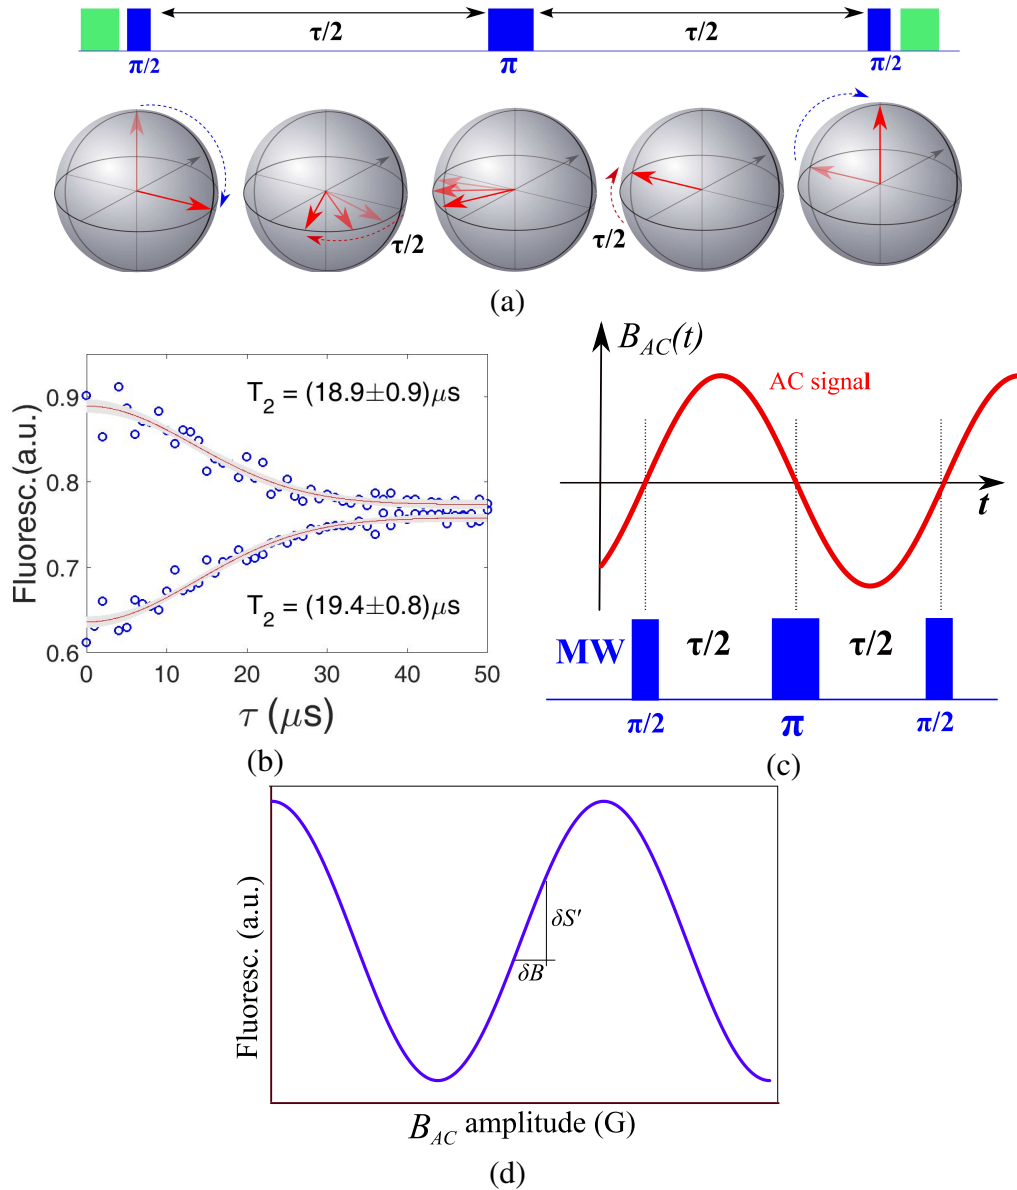 τ/2 τ/2
π/2 π π/2
τ/2 τ/2
(a)
Fluoresc.(a.u.)
0.9
0.8
0.7
0.6
T2 = (18.9±0.9)μs
T2 = (19.4±0.8)μs
0 10 20 30 40 50
τ (μs)
(b)
BAC(t)
AC signal
t
MW τ/2 τ/2
π/2 π π/2
(c)
Fluoresc. (a.u.)
δS'
δB
BAC amplitude (G)
(d)